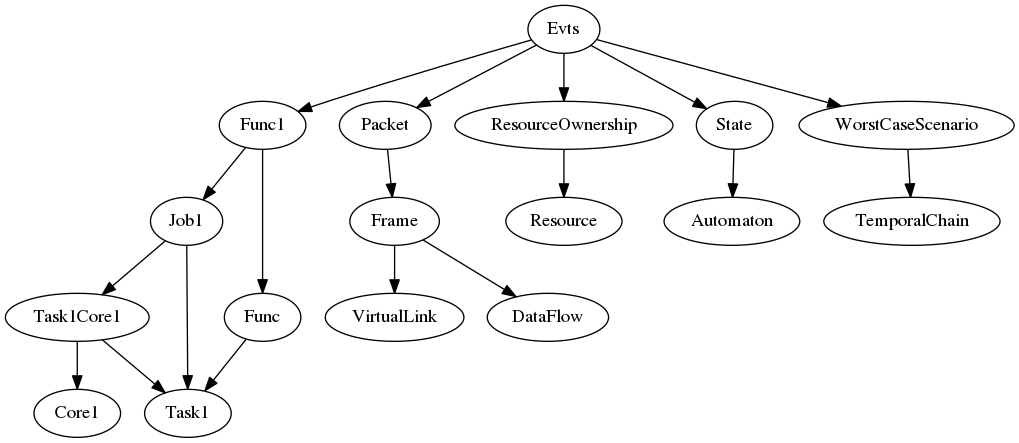 Evts
Func1
Packet
ResourceOwnership
State
WorstCaseScenario
Job1
Frame
Resource
Automaton
TemporalChain
Task1Core1
Func
VirtualLink
DataFlow
Core1
Task1